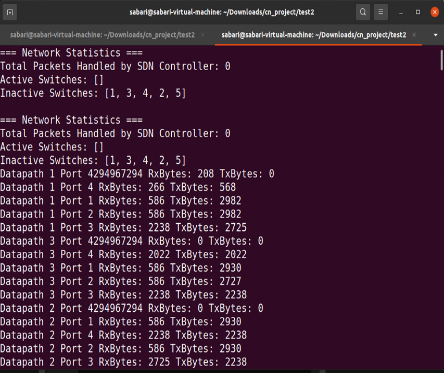 sabari@sabari-virtual-machine: ~/Downloads/cn_project/test2
sabari@sabari-virtual-machine: ~/Downloads/cn_project/test2
sabari@sabari-virtual-machine: ~/Downloads/cn_project/test2
=== Network Statistics ===
Total Packets Handled by SDN Controller: 0
Active Switches: []
Inactive Switches: [1, 3, 4, 2, 5]
=== Network Statistics ===
Total Packets Handled by SDN Controller: 0
Active Switches: []
Inactive Switches: [1, 3, 4, 2, 5]
Datapath 1 Port 4294967294 RxBytes: 208 TxBytes: 0
Datapath 1 Port 4 RxBytes: 266 TxBytes: 568
Datapath 1 Port 1 RxBytes: 586 TxBytes: 2982
Datapath 1 Port 2 RxBytes: 586 TxBytes: 2982
Datapath 1 Port 3 RxBytes: 2238 TxBytes: 2725
Datapath 3 Port 4294967294 RxBytes: 0 TxBytes: 0
Datapath 3 Port 4 RxBytes: 2022 TxBytes: 2022
Datapath 3 Port 1 RxBytes: 586 TxBytes: 2930
Datapath 3 Port 2 RxBytes: 586 TxBytes: 2727
Datapath 3 Port 3 RxBytes: 2238 TxBytes: 2238
Datapath 2 Port 4294967294 RxBytes: 0 TxBytes: 0
Datapath 2 Port 1 RxBytes: 586 TxBytes: 2930
Datapath 2 Port 4 RxBytes: 2238 TxBytes: 2238
Datapath 2 Port 2 RxBytes: 586 TxBytes: 2930
Datapath 2 Port 3 RxBytes: 2725 TxBytes: 2238